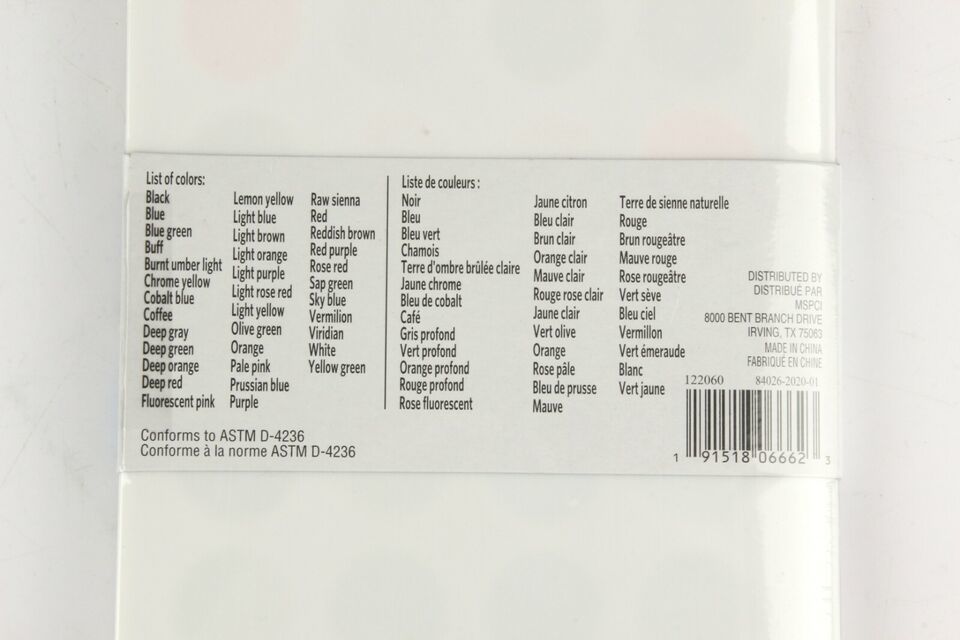 List of colors:
Black
Blue
Blue green
Buff
Burnt umber light
Chrome yellow
Cobalt blue
Coffee
Deep gray
Deep green
Deep orange
Deep red
Fluorescent pink
Lemon yellow
Light blue
Light brown
Light orange
Light purple
Light rose red
Light yellow
Olive green
Orange
Pale pink
Prussian blue
Purple
Raw sienna
Red
Reddish brown
Red purple
Rose red
Sap green
Sky blue
Vermilion
Viridian
White
Yellow green
Liste de couleurs :
Noir
Bleu
Bleu vert
Chamois
Terre d'ombre brûlée claire
Jaune chrome
Bleu de cobalt
Café
Gris profond
Vert profond
Orange profond
Rouge profond
Rose fluorescent
Jaune citron
Bleu clair
Brun clair
Orange clair
Mauve clair
Rouge rose clair
Jaune clair
Vert olive
Orange
Rose pâle
Bleu de prusse
Mauve
Terre de sienne naturelle
Rouge
Brun rougeâtre
Mauve rouge
Rose rougeâtre
Vert sève
Bleu ciel
Vermillon
Vert émeraude
Blanc
Vert jaune
DISTRIBUTED BY
DISTRIBUÉ PAR
MSPCI
8000 BENT BRANCH DRIVE
IRVING, TX 75063
MADE IN CHINA
FABRIQUÉ EN CHINE
122060 84026-2020-01
1 91518 06662 3
Conforms to ASTM D-4236
Conforme à la norme ASTM D-4236